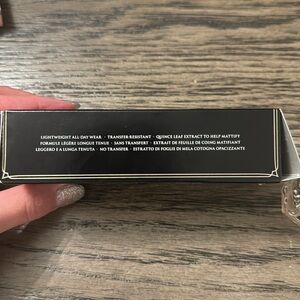 LIGHTWEIGHT ALL-DAY WEAR · TRANSFER-RESISTANT · QUINCE LEAF EXTRACT TO HELP MATTIFY
FORMULE LÉGÈRE LONGUE TENUE · SANS TRANSFERT · EXTRAIT DE FEUILLE DE COING MATIFIANT
LEGGERO E A LUNGA TENUTA · NO TRANSFER · ESTRATTO DI FOGLIE DI MELA COTOGNA OPACIZZANTE